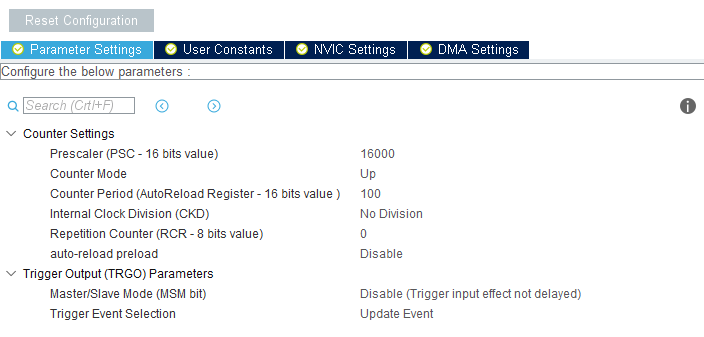 Reset Configuration
Parameter Settings User Constants NVIC Settings DMA Settings
Configure the below parameters :
Search (Crtl+F)
Counter Settings
Prescaler (PSC - 16 bits value) 16000
Counter Mode Up
Counter Period (AutoReload Register - 16 bits value ) 100
Internal Clock Division (CKD) No Division
Repetition Counter (RCR - 8 bits value) 0
auto-reload preload Disable
Trigger Output (TRGO) Parameters
Master/Slave Mode (MSM bit) Disable (Trigger input effect not delayed)
Trigger Event Selection Update Event